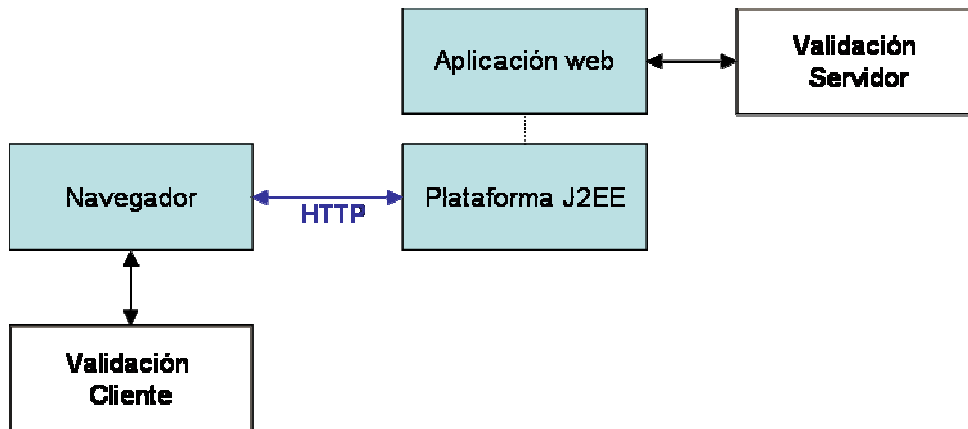 Aplicación web
Validación
Servidor
Navegador
HTTP
Plataforma J2EE
Validación
Cliente